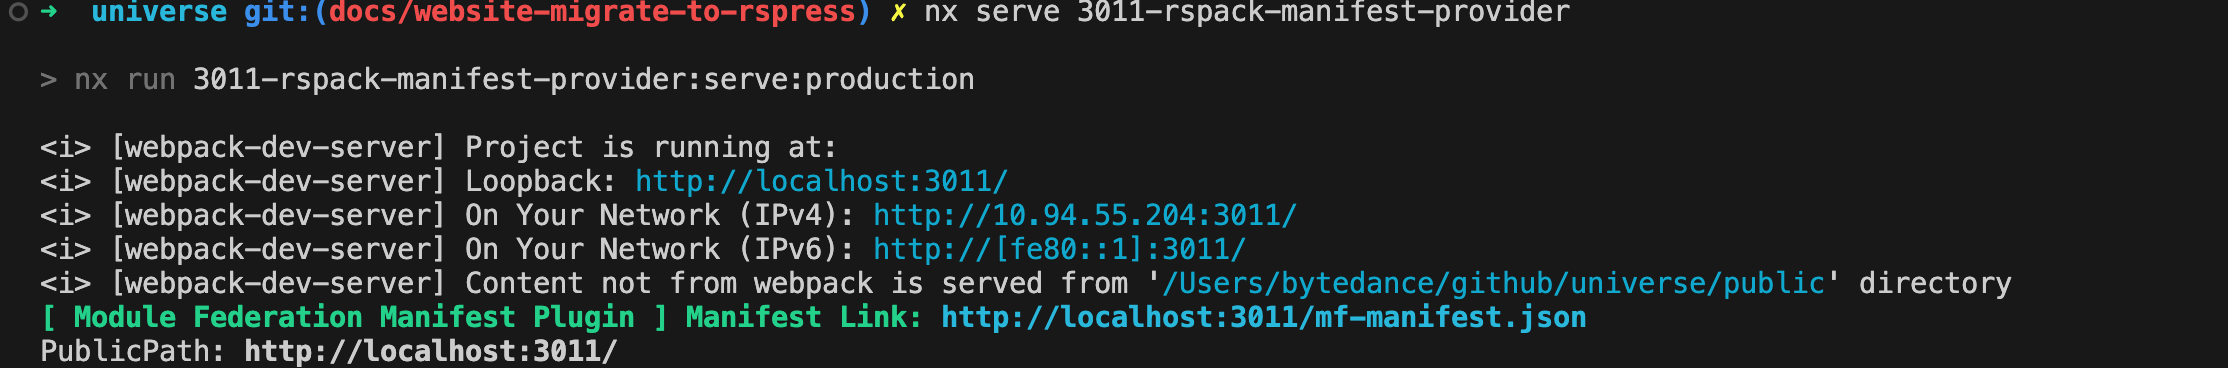 ➜ universe git:(docs/website-migrate-to-rspress) ✗ nx serve 3011-rspack-manifest-provider
> nx run 3011-rspack-manifest-provider:serve:production
<i> [webpack-dev-server] Project is running at:
<i> [webpack-dev-server] Loopback: http://localhost:3011/
<i> [webpack-dev-server] On Your Network (IPv4): http://10.94.55.204:3011/
<i> [webpack-dev-server] On Your Network (IPv6): http://[fe80::1]:3011/
<i> [webpack-dev-server] Content not from webpack is served from '/Users/bytedance/github/universe/public' directory
[ Module Federation Manifest Plugin ] Manifest Link: http://localhost:3011/mf-manifest.json
PublicPath: http://localhost:3011/